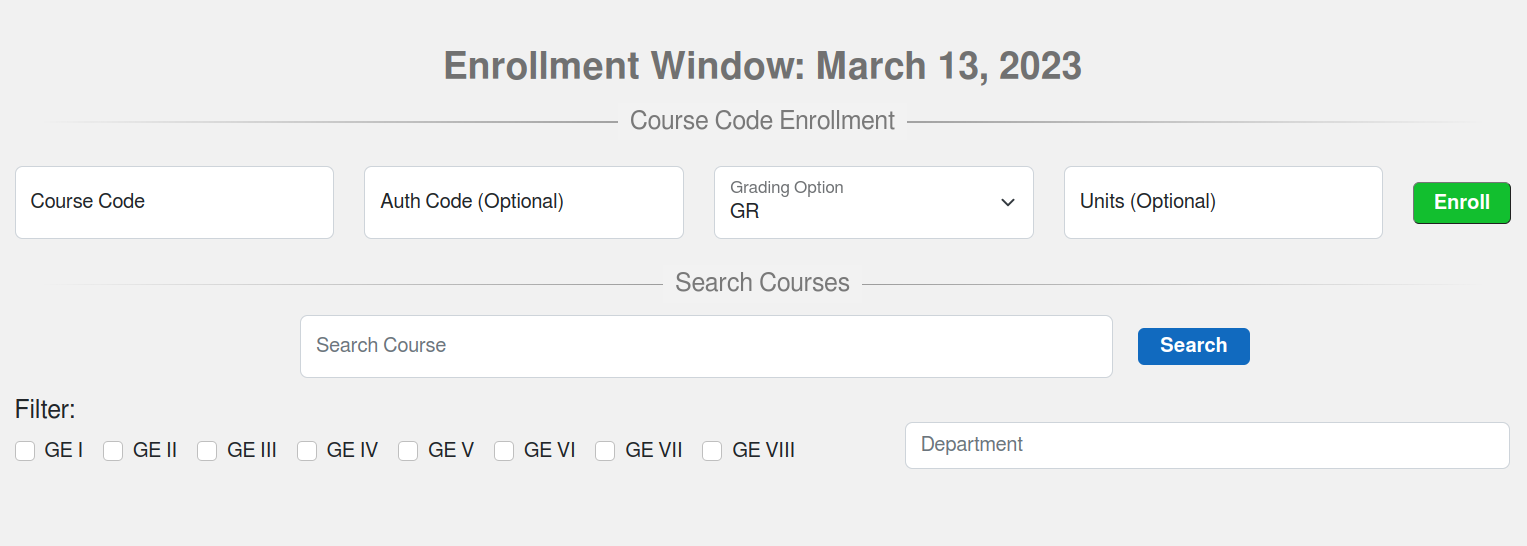 Enrollment Window: March 13, 2023
Course Code Enrollment
Course Code
Auth Code (Optional)
Grading Option
GR
Units (Optional)
Enroll
Search Courses
Search Course
Search
Filter:
GE I GE II GE III GE IV GE V GE VI GE VII GE VIII
Department